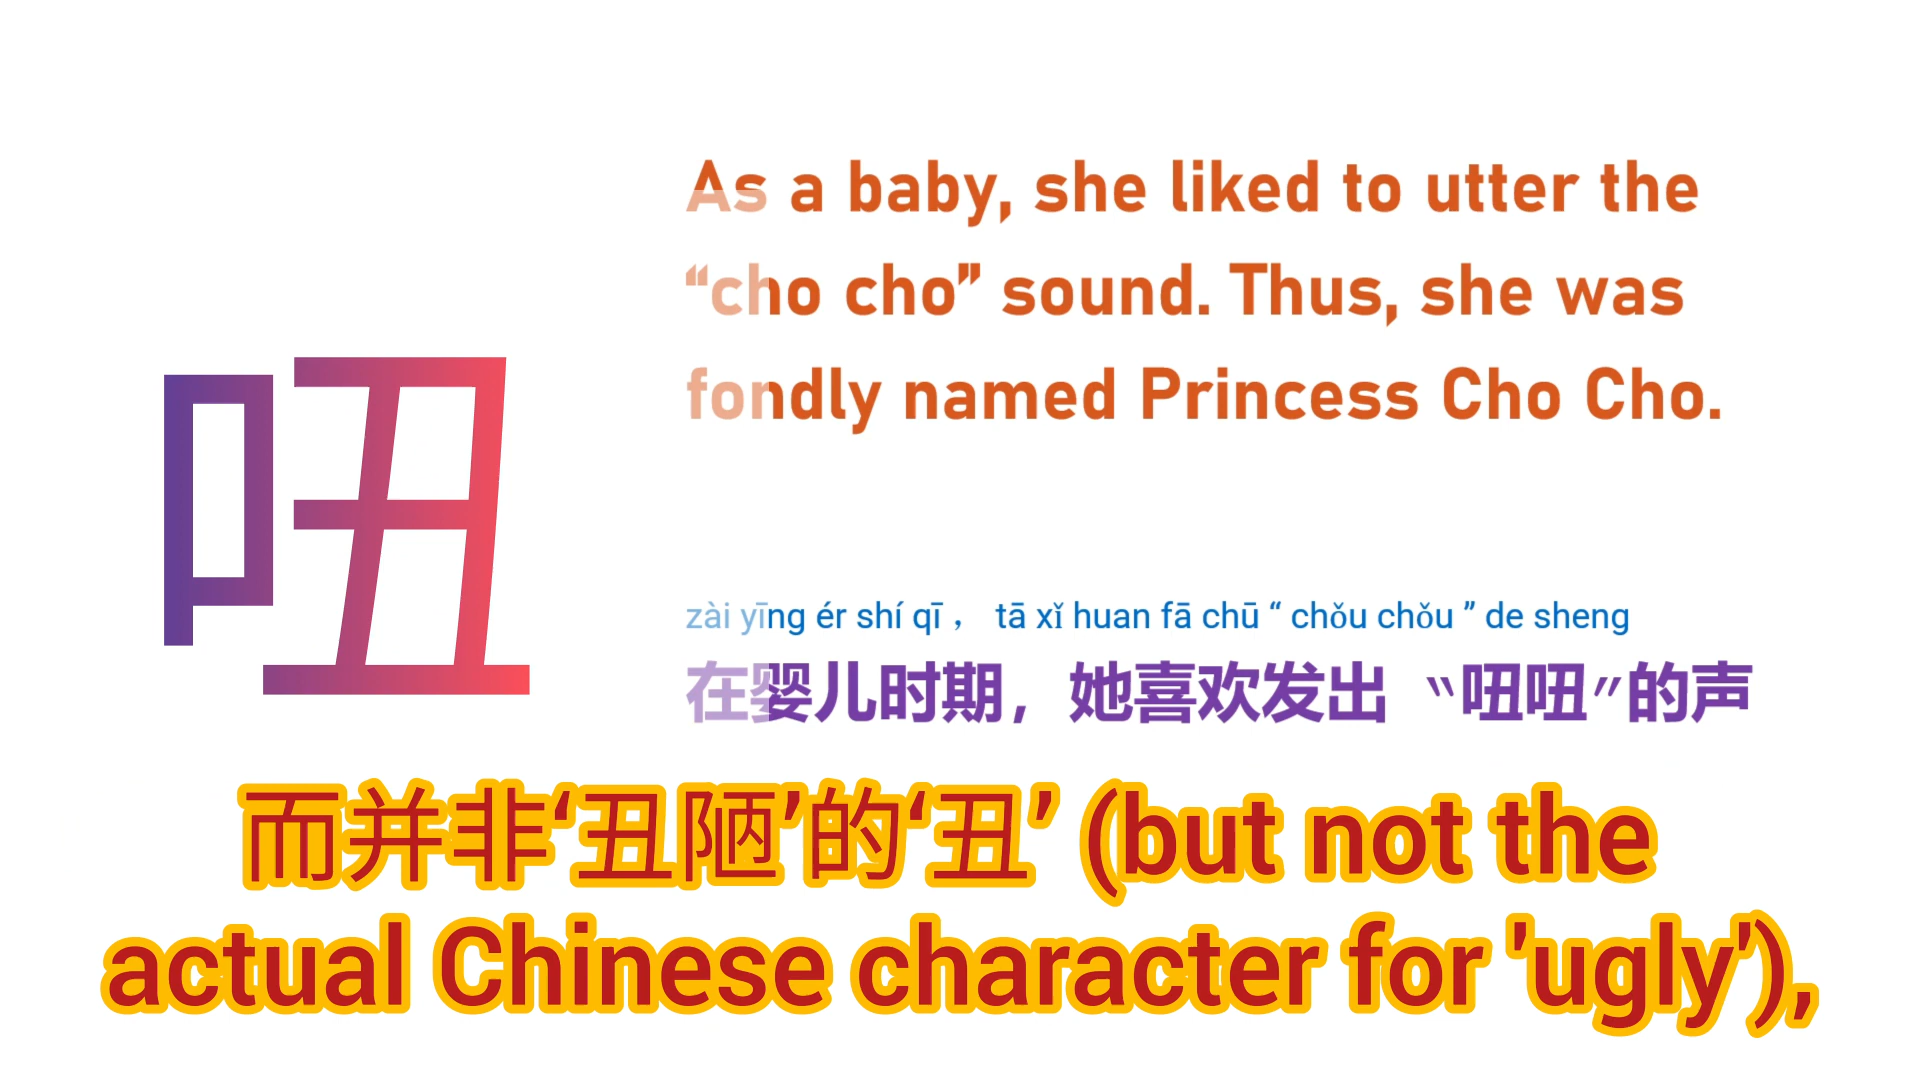 As a baby, she liked to utter the
“cho cho” sound. Thus, she was
fondly named Princess Cho Cho.
吜
zài yīng ér shí qī ， tā xǐ huan fā chū “ chǒu chǒu ” de sheng
在婴儿时期，她喜欢发出 〝吜吜〞的声
而并非‘丑陋’的‘丑’ (but not the
actual Chinese character for 'ugly'),